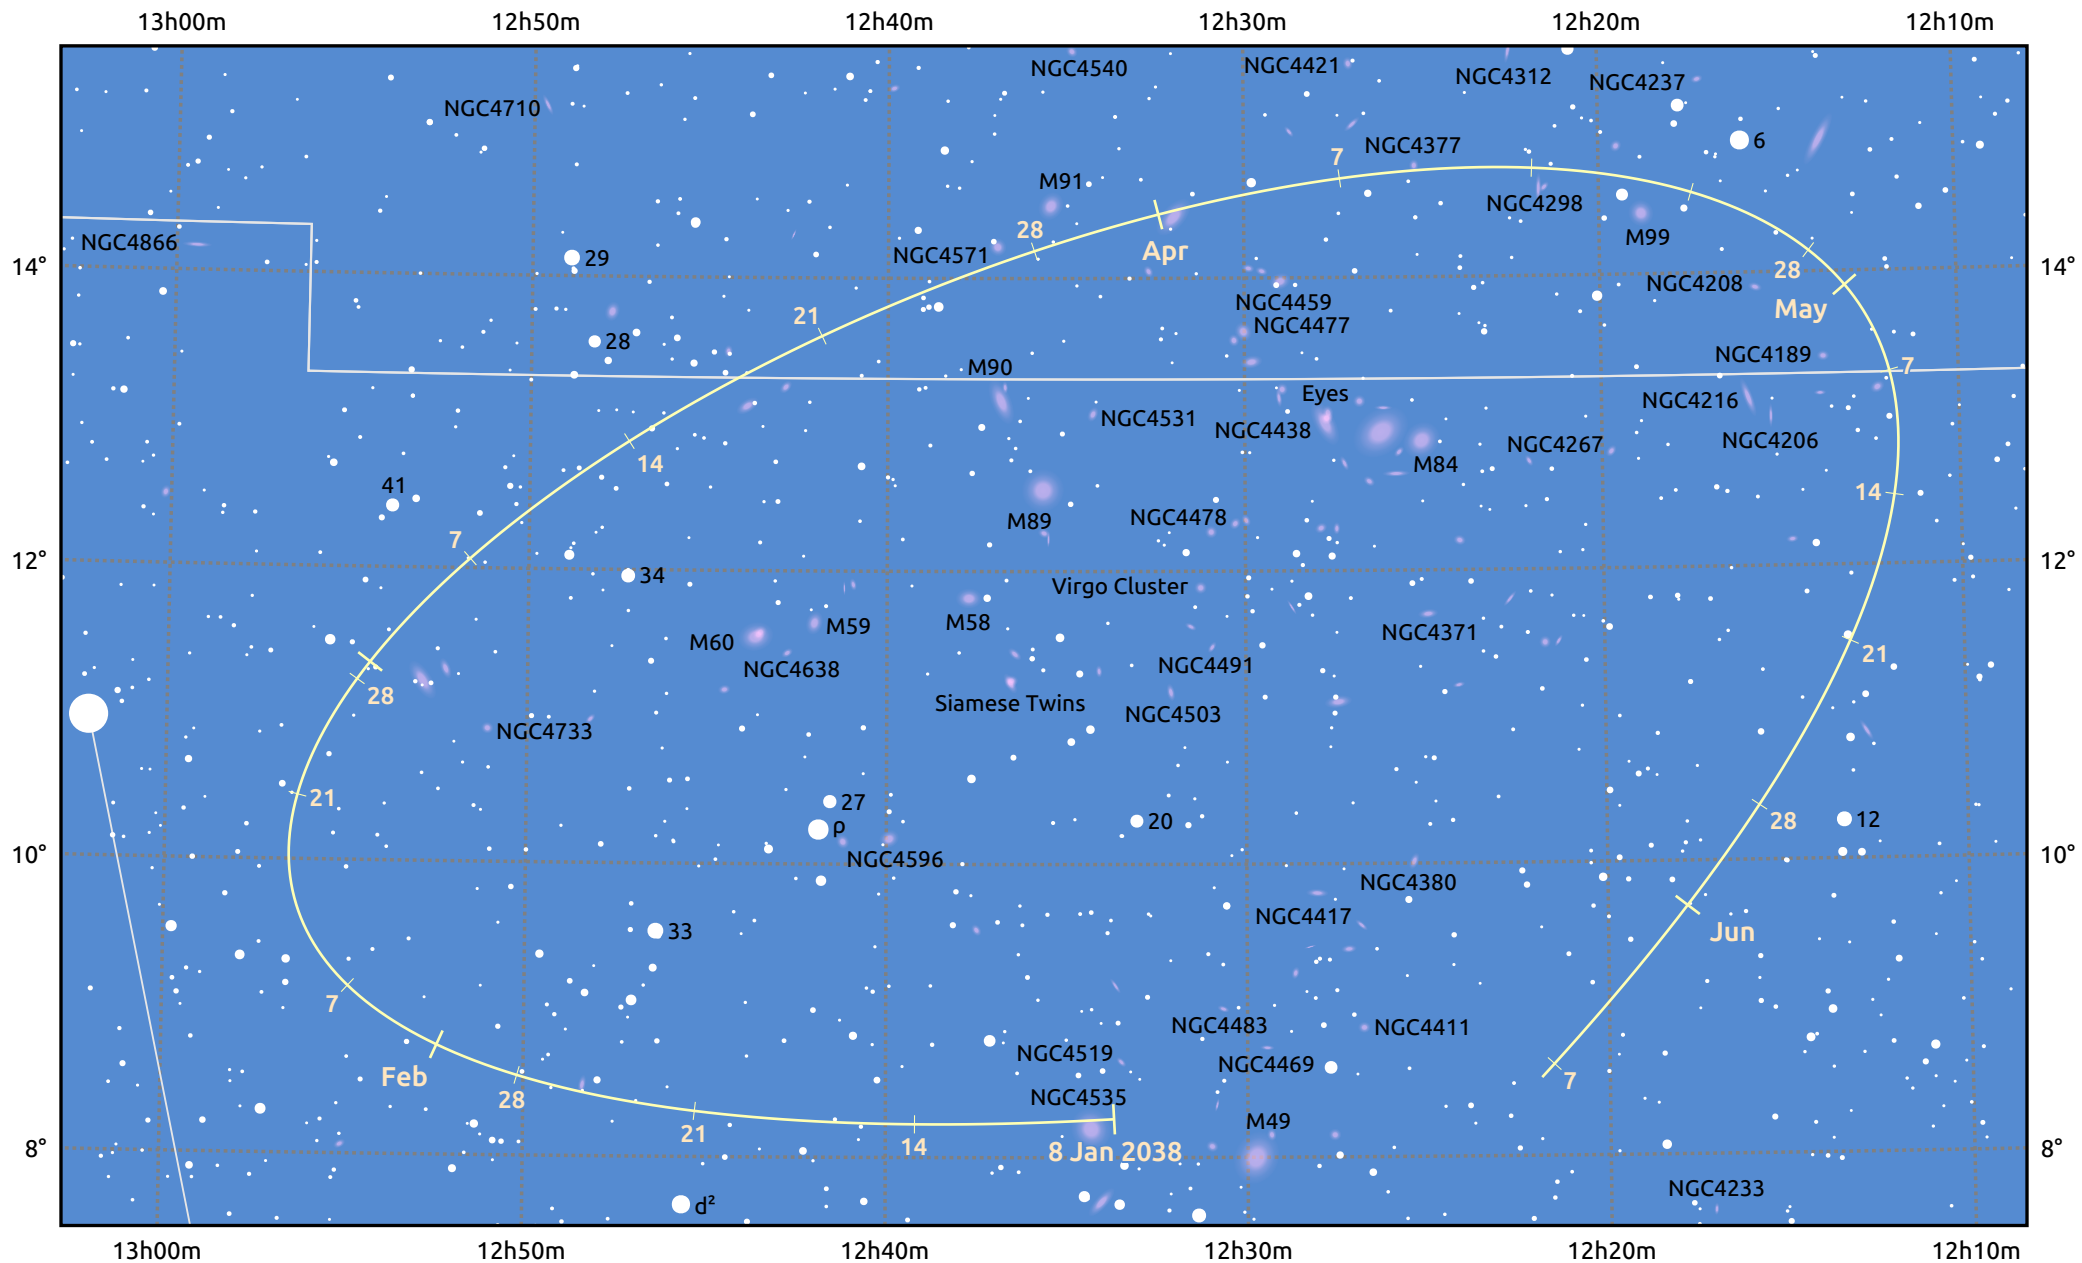 13h00m 12h50m 12h40m 12h30m 12h20m 12h10m
NGC4540 NGC4421 NGC4312 NGC4237
NGC4710
6
NGC4377
7
M91
NGC4298
28
M99
NGC4866 NGC4571 Apr
29
14° 28 14°
NGC4208
NGC4459 May
21 NGC4477
28
NGC4189
M90 7
Eyes NGC4216
NGC4531 NGC4438 NGC4267 NGC4206
14 M84
41 14
M89 NGC4478
7
12° 12°
34 Virgo Cluster
M60 M59 M58 NGC4371
NGC4638 NGC4491 21
28
Siamese Twins NGC4503
NGC4733
21 27 20 28 12
ρ
10° NGC4596 10°
NGC4380
NGC4417
33 Jun
7
NGC4483 NGC4411
NGC4519 NGC4469
Feb 7
28 NGC4535
21 14 M49
8° 8 Jan 2038 8°
NGC4233
d²
13h00m 12h50m 12h40m 12h30m 12h20m 12h10m